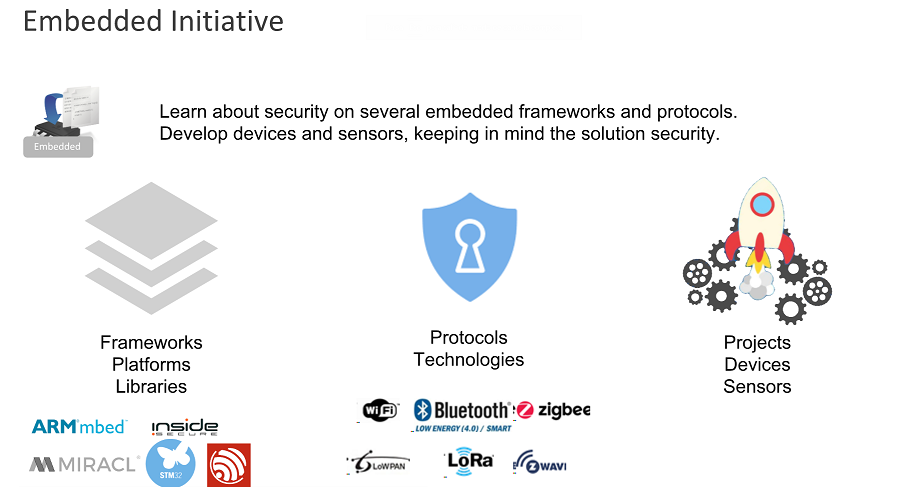 Embedded Initiative
Learn about security on several embedded frameworks and protocols.
Develop devices and sensors, keeping in mind the solution security.
Embedded
Frameworks
Platforms
Libraries
Protocols
Technologies
Projects
Devices
Sensors
ARM®mbed™
INSIDE
SECURE
MIRACL
STM32
WiFi
Bluetooth®
LOW ENERGY (4.0) / SMART
zigbee
6LoWPAN
LoRa
ZWAVE